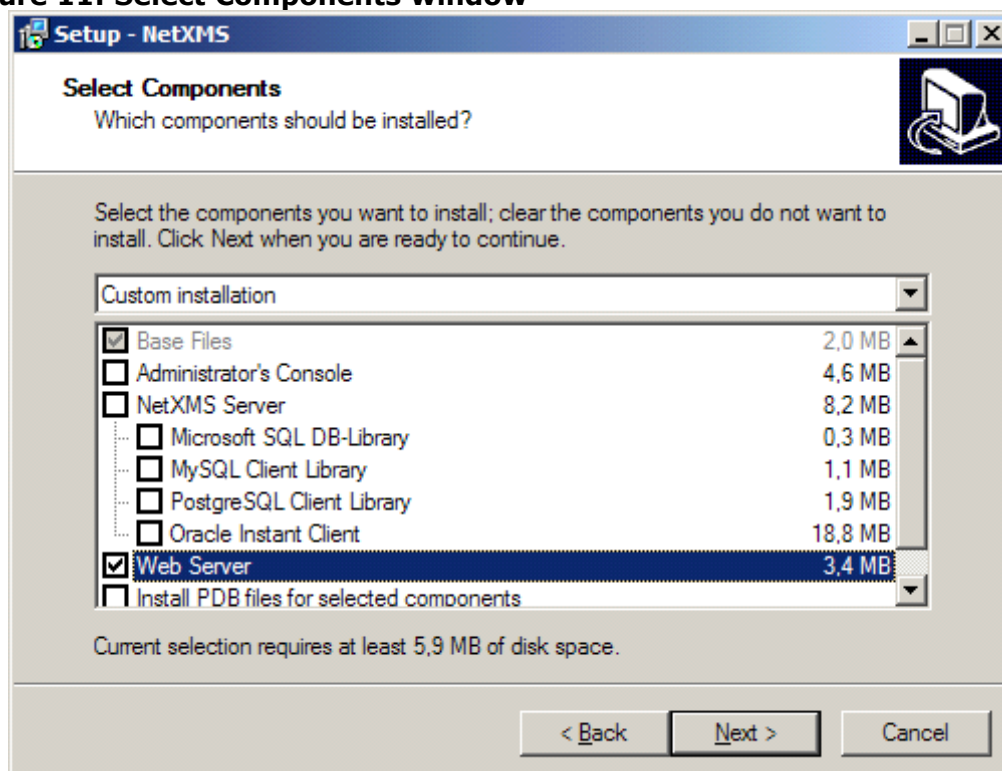 ure 11: Select Components window
Setup - NetXMS
Select Components
Which components should be installed?
Select the components you want to install; clear the components you do not want to
install. Click Next when you are ready to continue.
Custom installation
Base Files 2,0 MB
Administrator's Console 4,6 MB
NetXMS Server 8,2 MB
Microsoft SQL DB-Library 0,3 MB
MySQL Client Library 1,1 MB
PostgreSQL Client Library 1,9 MB
Oracle Instant Client 18,8 MB
Web Server 3,4 MB
Install PDB files for selected components
Current selection requires at least 5,9 MB of disk space.
< Back Next > Cancel